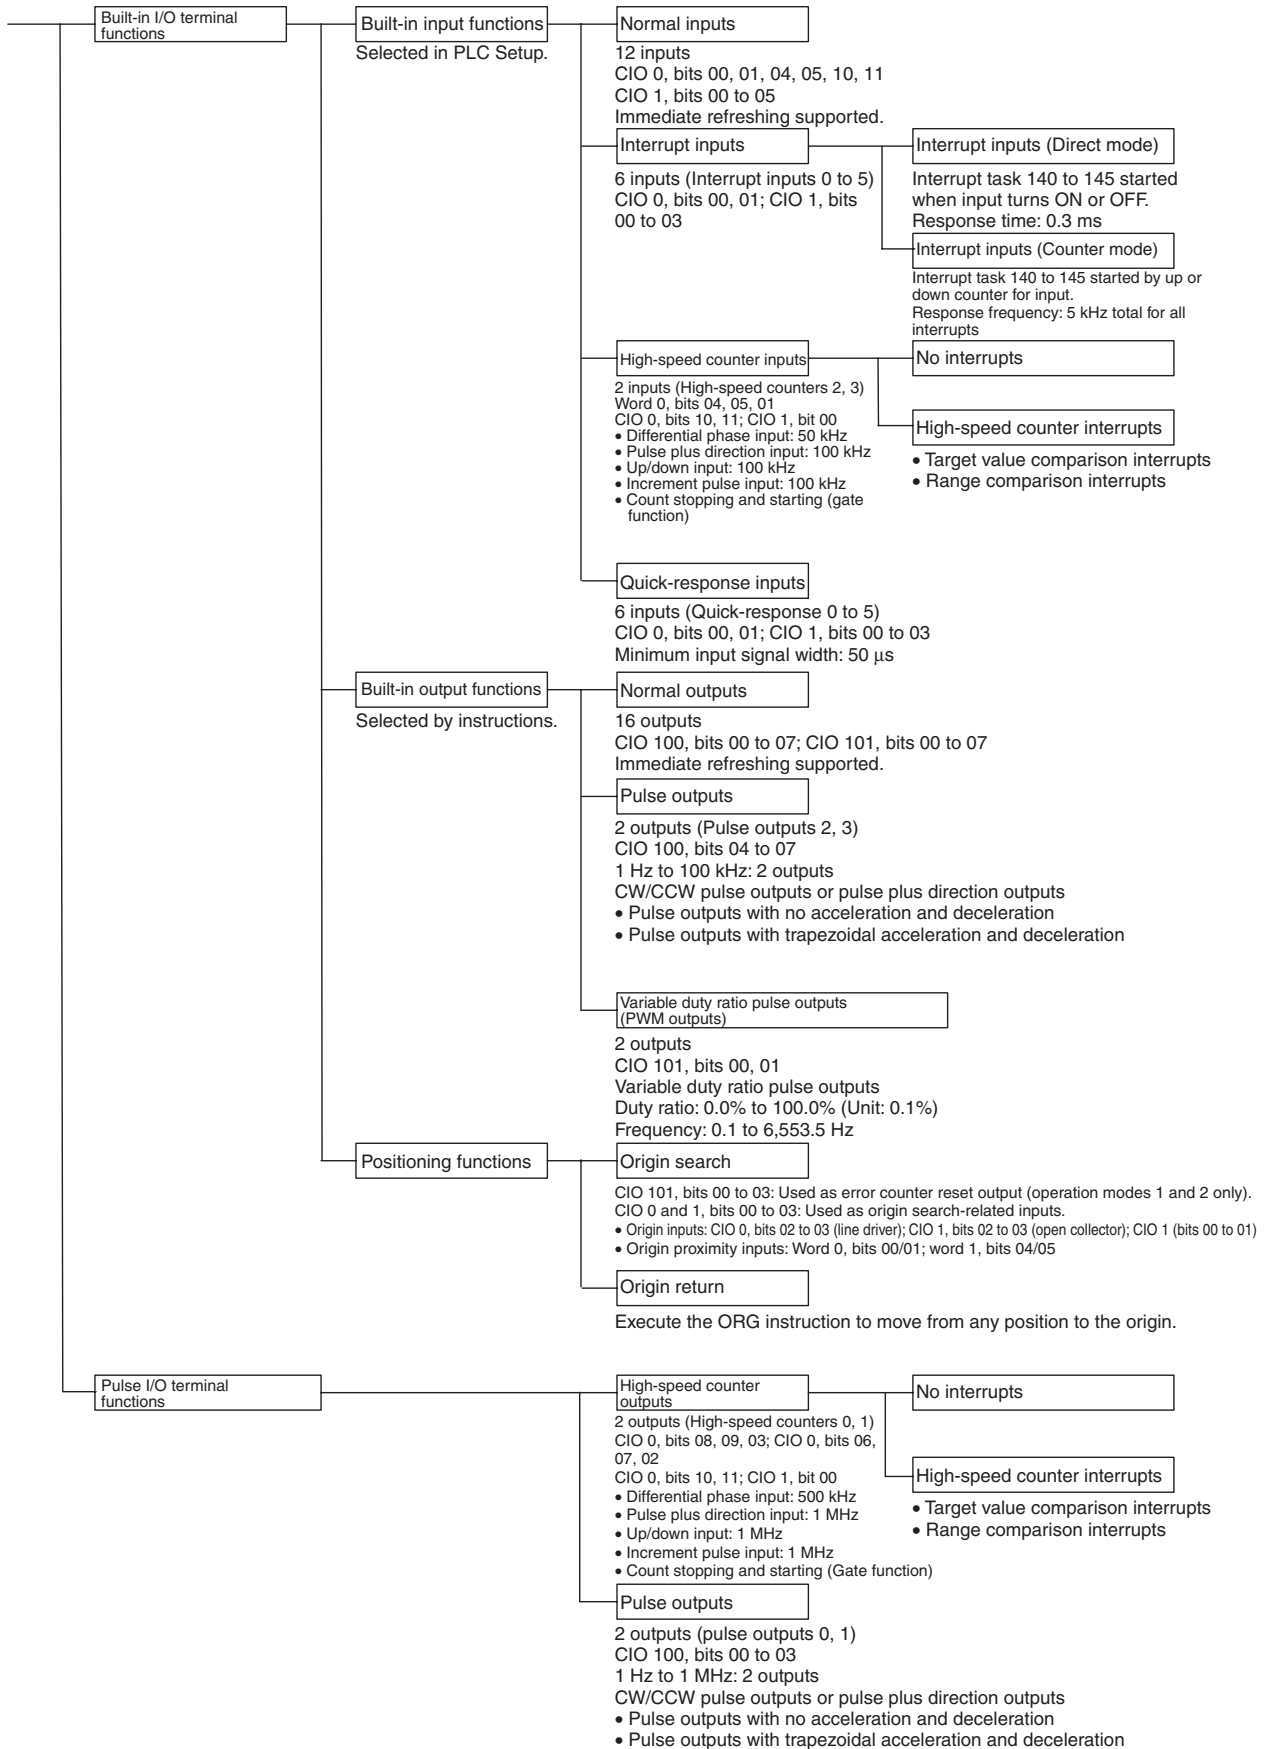 Built-in I/O terminal
functions
Built-in input functions
Selected in PLC Setup.
Normal inputs
12 inputs
CIO 0, bits 00, 01, 04, 05, 10, 11
CIO 1, bits 00 to 05
Immediate refreshing supported.
Interrupt inputs
6 inputs (Interrupt inputs 0 to 5)
CIO 0, bits 00, 01; CIO 1, bits
00 to 03
Interrupt inputs (Direct mode)
Interrupt task 140 to 145 started
when input turns ON or OFF.
Response time: 0.3 ms
Interrupt inputs (Counter mode)
Interrupt task 140 to 145 started by up or
down counter for input.
Response frequency: 5 kHz total for all
interrupts
High-speed counter inputs
2 inputs (High-speed counters 2, 3)
Word 0, bits 04, 05, 01
CIO 0, bits 10, 11; CIO 1, bit 00
• Differential phase input: 50 kHz
• Pulse plus direction input: 100 kHz
• Up/down input: 100 kHz
• Increment pulse input: 100 kHz
• Count stopping and starting (gate
function)
No interrupts
High-speed counter interrupts
• Target value comparison interrupts
• Range comparison interrupts
Quick-response inputs
6 inputs (Quick-response 0 to 5)
CIO 0, bits 00, 01; CIO 1, bits 00 to 03
Minimum input signal width: 50 μs
Built-in output functions
Selected by instructions.
Normal outputs
16 outputs
CIO 100, bits 00 to 07; CIO 101, bits 00 to 07
Immediate refreshing supported.
Pulse outputs
2 outputs (Pulse outputs 2, 3)
CIO 100, bits 04 to 07
1 Hz to 100 kHz: 2 outputs
CW/CCW pulse outputs or pulse plus direction outputs
• Pulse outputs with no acceleration and deceleration
• Pulse outputs with trapezoidal acceleration and deceleration
Variable duty ratio pulse outputs
(PWM outputs)
2 outputs
CIO 101, bits 00, 01
Variable duty ratio pulse outputs
Duty ratio: 0.0% to 100.0% (Unit: 0.1%)
Frequency: 0.1 to 6,553.5 Hz
Positioning functions
Origin search
CIO 101, bits 00 to 03: Used as error counter reset output (operation modes 1 and 2 only).
CIO 0 and 1, bits 00 to 03: Used as origin search-related inputs.
• Origin inputs: CIO 0, bits 02 to 03 (line driver); CIO 1, bits 02 to 03 (open collector); CIO 1 (bits 00 to 01)
• Origin proximity inputs: Word 0, bits 00/01; word 1, bits 04/05
Origin return
Execute the ORG instruction to move from any position to the origin.
Pulse I/O terminal
functions
High-speed counter
outputs
2 outputs (High-speed counters 0, 1)
CIO 0, bits 08, 09, 03; CIO 0, bits 06,
07, 02
CIO 0, bits 10, 11; CIO 1, bit 00
• Differential phase input: 500 kHz
• Pulse plus direction input: 1 MHz
• Up/down input: 1 MHz
• Increment pulse input: 1 MHz
• Count stopping and starting (Gate function)
No interrupts
High-speed counter interrupts
• Target value comparison interrupts
• Range comparison interrupts
Pulse outputs
2 outputs (pulse outputs 0, 1)
CIO 100, bits 00 to 03
1 Hz to 1 MHz: 2 outputs
CW/CCW pulse outputs or pulse plus direction outputs
• Pulse outputs with no acceleration and deceleration
• Pulse outputs with trapezoidal acceleration and deceleration